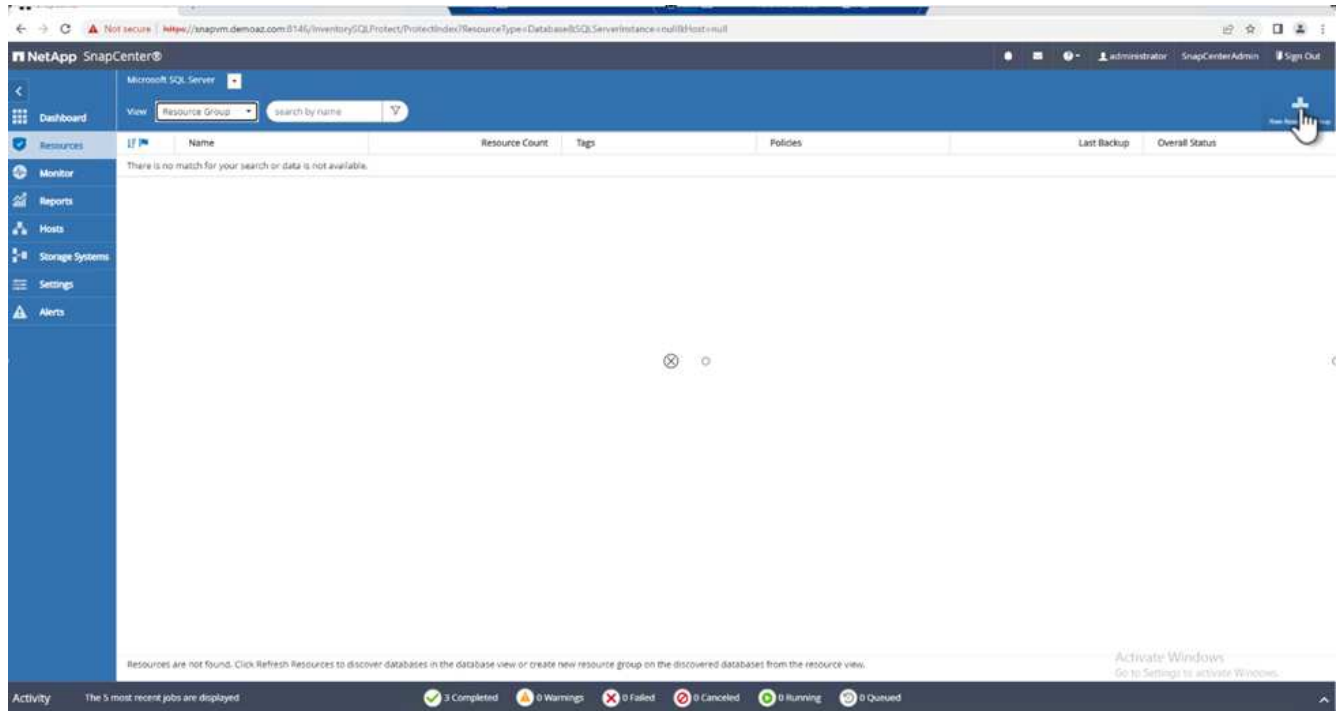 Not secure https://snapvm.demoaz.com:8146/InventorySQLProtect/ProtectIndex?ResourceType=Database&SQLServerInstance=null&Host=null
NetApp SnapCenter®
administrator SnapCenterAdmin Sign Out
Microsoft SQL Server
View Resource Group search by name
Dashboard
Resources
Monitor
Reports
Hosts
Storage Systems
Settings
Alerts
Name Resource Count Tags Policies Last Backup Overall Status
There is no match for your search or data is not available.
Resources are not found. Click Refresh Resources to discover databases in the database view or create new resource group on the discovered databases from the resource view.
Activate Windows
Go to Settings to activate Windows.
Activity The 5 most recent jobs are displayed 3 Completed 0 Warnings 0 Failed 0 Canceled 0 Running 0 Queued